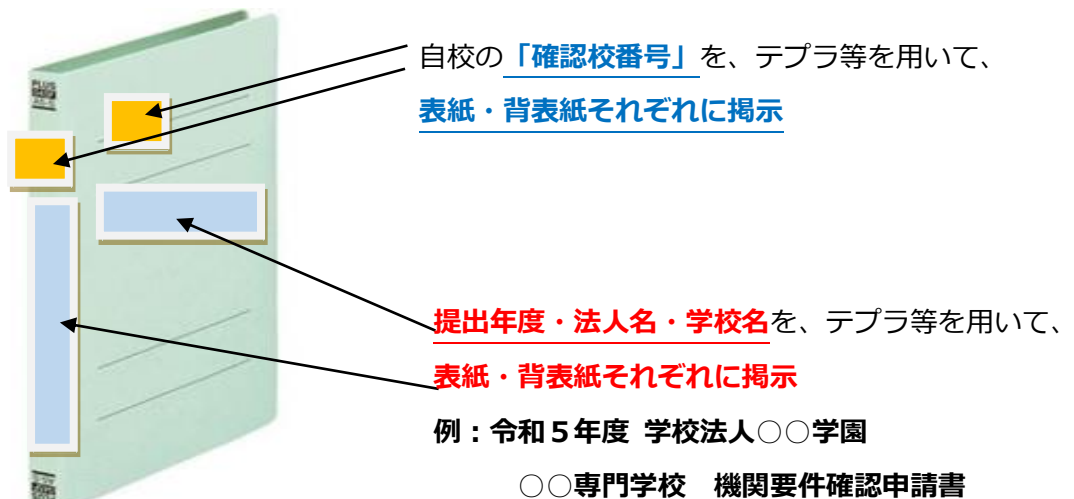 自校の「確認校番号」を、テプラ等を用いて、
表紙・背表紙それぞれに掲示
PLUS
提出年度・法人名・学校名を、テプラ等を用いて、
表紙・背表紙それぞれに掲示
例：令和５年度 学校法人○○学園
○○専門学校　機関要件確認申請書